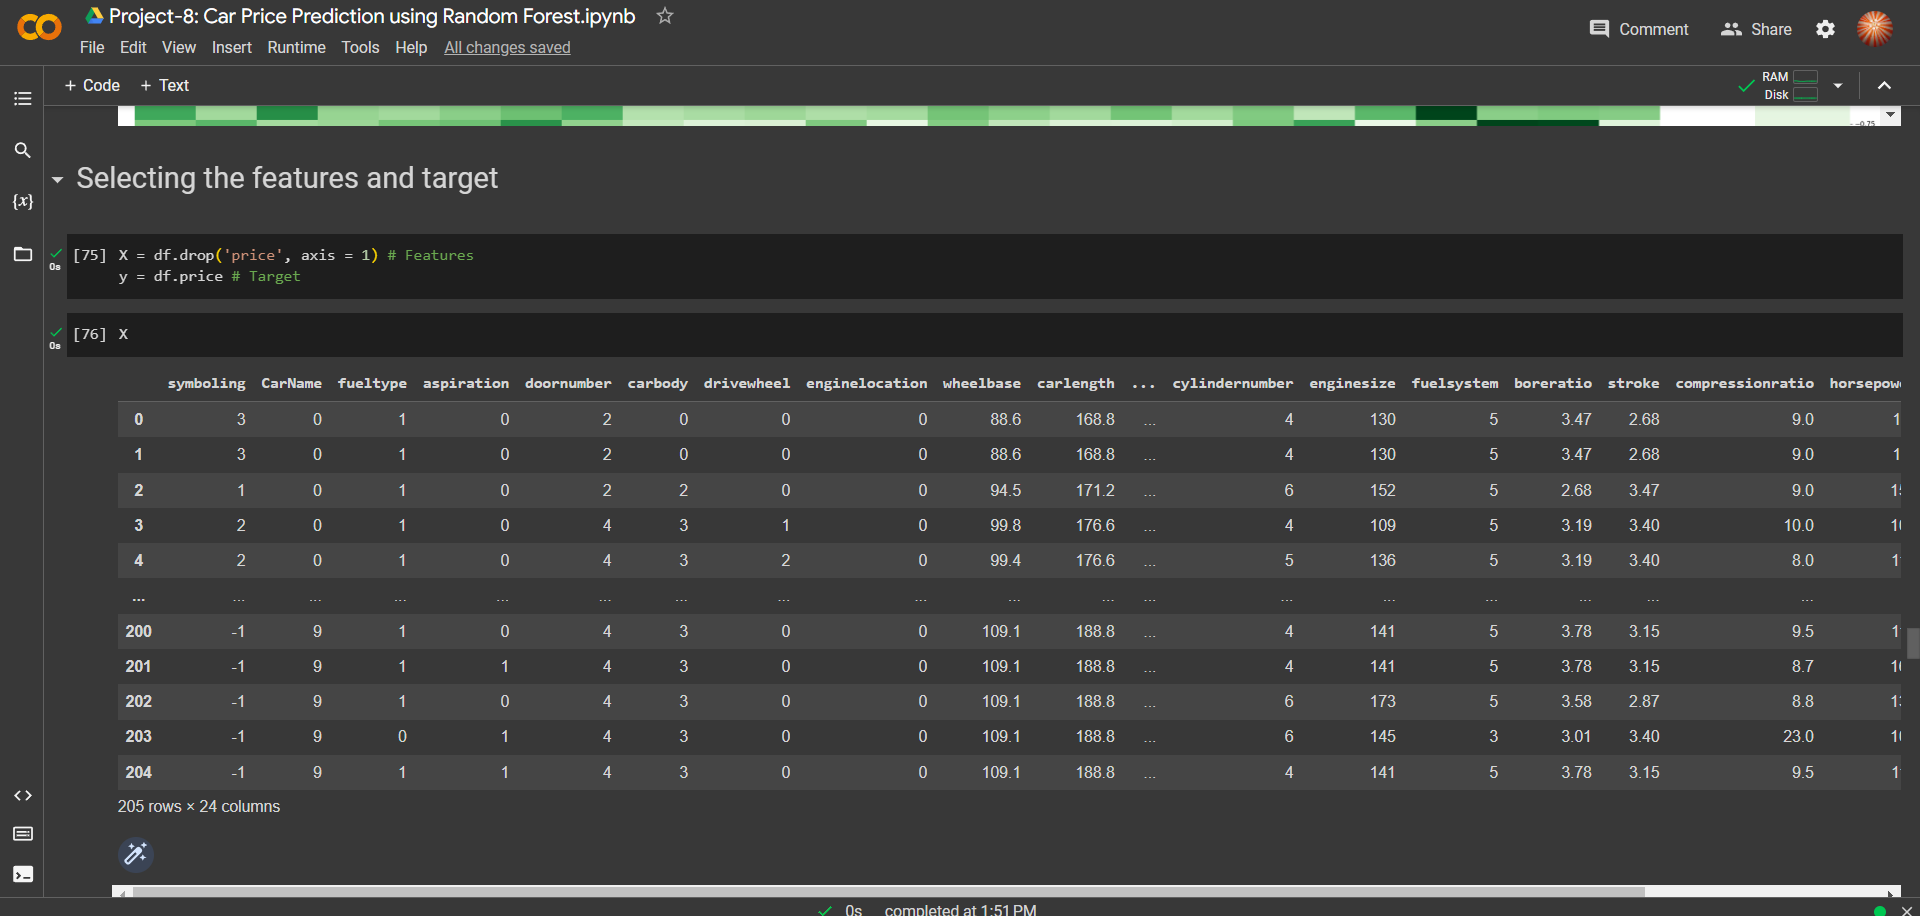 Project-8: Car Price Prediction using Random Forest.ipynb
Comment Share
File Edit View Insert Runtime Tools Help All changes saved
+ Code + Text
RAM
Disk
-0.75
Selecting the features and target
{x}
[75] X = df.drop('price', axis = 1) # Features
0s
y = df.price # Target
[76] X
0s
symboling CarName fueltype aspiration doornumber carbody drivewheel enginelocation wheelbase carlength ... cylindernumber enginesize fuelsystem boreratio stroke compressionratio
0 3 0 1 0 2 0 0 0 88.6 168.8 ... 4 130 5 3.47 2.68 9.0
1 3 0 1 0 2 0 0 0 88.6 168.8 ... 4 130 5 3.47 2.68 9.0
2 1 0 1 0 2 2 0 0 94.5 171.2 ... 6 152 5 2.68 3.47 9.0
3 2 0 1 0 4 3 1 0 99.8 176.6 ... 4 109 5 3.19 3.40 10.0
4 2 0 1 0 4 3 2 0 99.4 176.6 ... 5 136 5 3.19 3.40 8.0
... ... ... ... ... ... ... ... ... ... ... ... ... ... ... ... ... ...
200 -1 9 1 0 4 3 0 0 109.1 188.8 ... 4 141 5 3.78 3.15 9.5
201 -1 9 1 1 4 3 0 0 109.1 188.8 ... 4 141 5 3.78 3.15 8.7
202 -1 9 1 0 4 3 0 0 109.1 188.8 ... 6 173 5 3.58 2.87 8.8
203 -1 9 0 1 4 3 0 0 109.1 188.8 ... 6 145 3 3.01 3.40 23.0
204 -1 9 1 1 4 3 0 0 109.1 188.8 ... 4 141 5 3.78 3.15 9.5
205 rows × 24 columns
0s completed at 1:51 PM